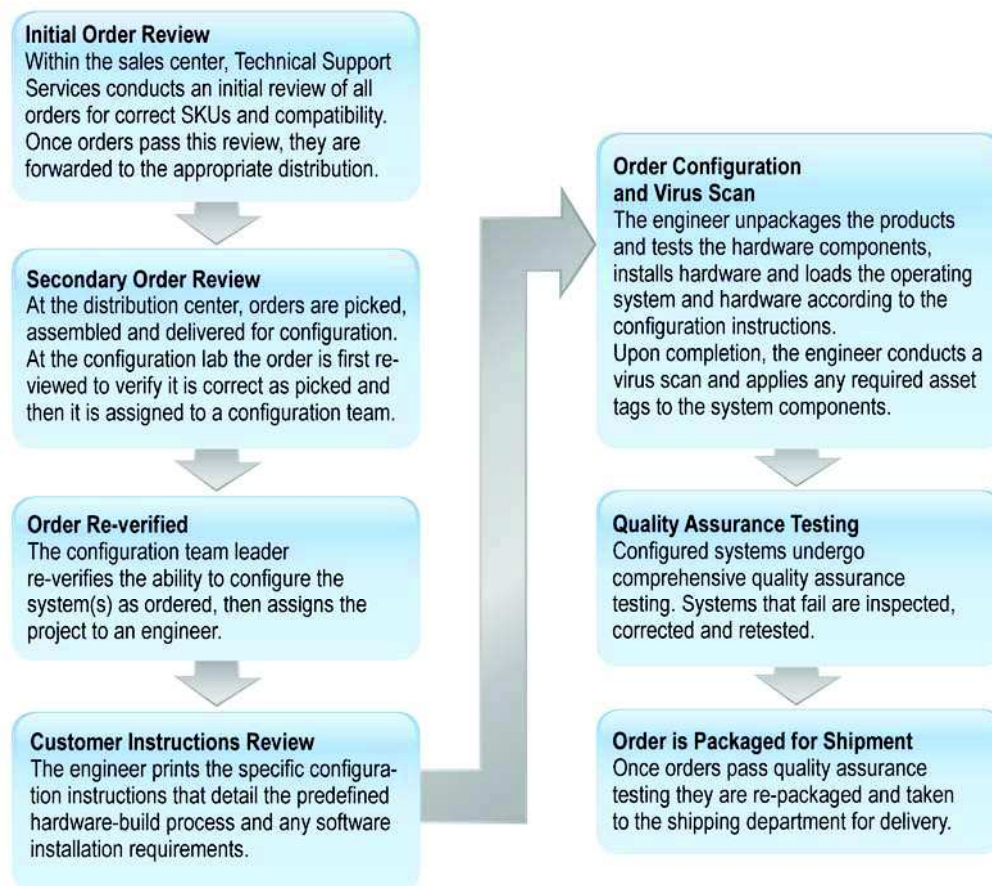 Initial Order Review
Within the sales center, Technical Support
Services conducts an initial review of all
orders for correct SKUs and compatibility.
Once orders pass this review, they are
forwarded to the appropriate distribution.
Secondary Order Review
At the distribution center, orders are picked,
assembled and delivered for configuration.
At the configuration lab the order is first re-
viewed to verify it is correct as picked and
then it is assigned to a configuration team.
Order Re-verified
The configuration team leader
re-verifies the ability to configure the
system(s) as ordered, then assigns the
project to an engineer.
Customer Instructions Review
The engineer prints the specific configura-
tion instructions that detail the predefined
hardware-build process and any software
installation requirements.
Order Configuration
and Virus Scan
The engineer unpackages the products
and tests the hardware components,
installs hardware and loads the operating
system and hardware according to the
configuration instructions.
Upon completion, the engineer conducts a
virus scan and applies any required asset
tags to the system components.
Quality Assurance Testing
Configured systems undergo
comprehensive quality assurance
testing. Systems that fail are inspected,
corrected and retested.
Order is Packaged for Shipment
Once orders pass quality assurance
testing they are re-packaged and taken
to the shipping department for delivery.